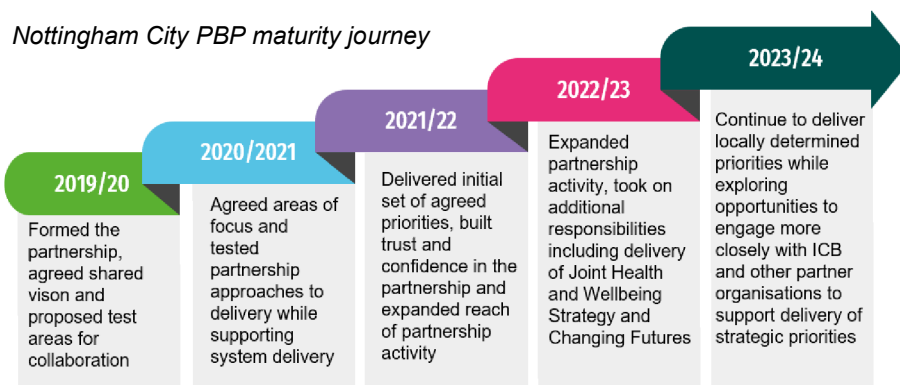 Nottingham City PBP maturity journey
2019/20
Formed the
partnership,
agreed shared
vison and
proposed test
areas for
collaboration
2020/2021
Agreed areas of
focus and
tested
partnership
approaches to
delivery while
supporting
system delivery
2021/22
Delivered initial
set of agreed
priorities, built
trust and
confidence in the
partnership and
expanded reach
of partnership
activity
2022/23
Expanded
partnership
activity, took on
additional
responsibilities
including delivery
of Joint Health
and Wellbeing
Strategy and
Changing Futures
2023/24
Continue to deliver
locally determined
priorities while
exploring
opportunities to
engage more
closely with ICB
and other partner
organisations to
support delivery of
strategic priorities